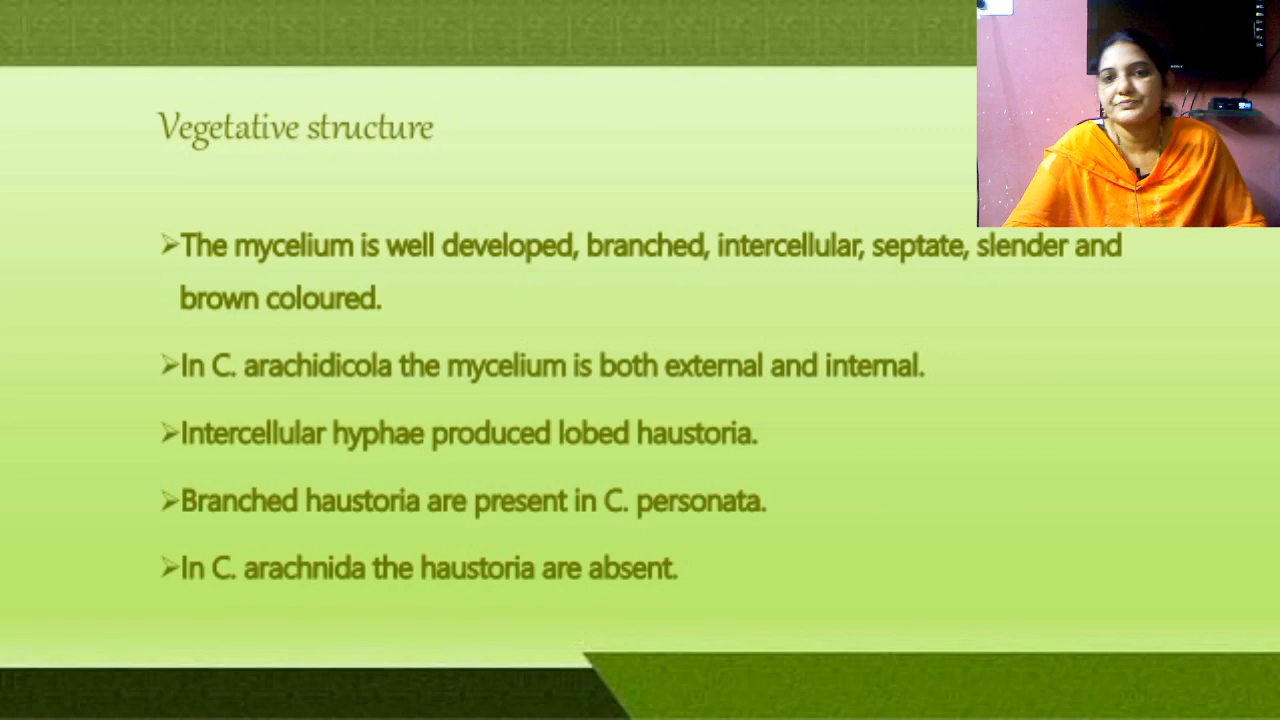 Vegetative structure
➢The mycelium is well developed, branched, intercellular, septate, slender and
brown coloured.
➢In C. arachidicola the mycelium is both external and internal.
➢Intercellular hyphae produced lobed haustoria.
➢Branched haustoria are present in C. personata.
➢In C. arachnida the haustoria are absent.